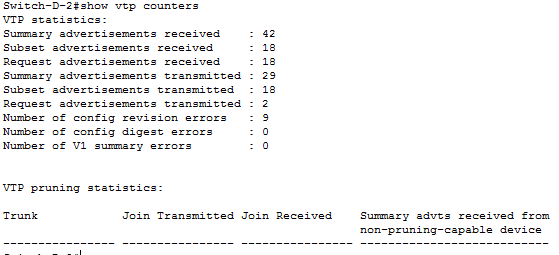 Switch-D-2#show vtp counters
VTP statistics:
Summary advertisements received    : 42
Subset advertisements received     : 18
Request advertisements received    : 18
Summary advertisements transmitted : 29
Subset advertisements transmitted  : 18
Request advertisements transmitted : 2
Number of config revision errors   : 9
Number of config digest errors     : 0
Number of V1 summary errors        : 0
VTP pruning statistics:
Trunk            Join Transmitted Join Received    Summary advts received from
                                                   non-pruning-capable device
---------------- ---------------- ---------------- ---------------------------